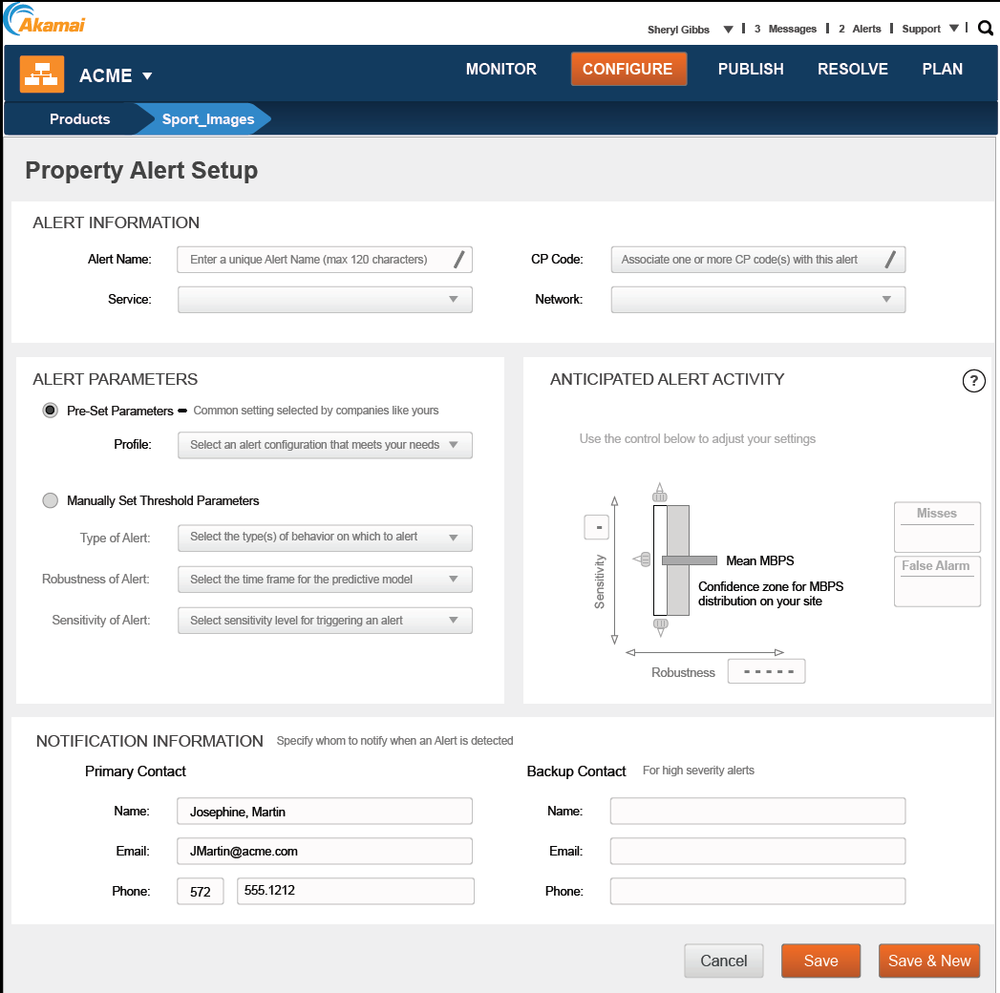 Akamai
Sheryl Gibbs 3 Messages 2 Alerts Support
ACME MONITOR CONFIGURE PUBLISH RESOLVE PLAN
Products Sport_Images
Property Alert Setup
ALERT INFORMATION
Alert Name: Enter a unique Alert Name (max 120 characters) CP Code: Associate one or more CP code(s) with this alert
Service: Network:
ALERT PARAMETERS
Pre-Set Parameters - Common setting selected by companies like yours
Profile: Select an alert configuration that meets your needs
Manually Set Threshold Parameters
Type of Alert: Select the type(s) of behavior on which to alert
Robustness of Alert: Select the time frame for the predictive model
Sensitivity of Alert: Select sensitivity level for triggering an alert
ANTICIPATED ALERT ACTIVITY ?
Use the control below to adjust your settings
-
Sensitivity
Mean MBPS
Confidence zone for MBPS
distribution on your site
Misses
False Alarm
Robustness - - - - -
NOTIFICATION INFORMATION Specify whom to notify when an Alert is detected
Primary Contact
Name: Josephine, Martin
Email: JMartin@acme.com
Phone: 572 555.1212
Backup Contact For high severity alerts
Name:
Email:
Phone:
Cancel Save Save & New